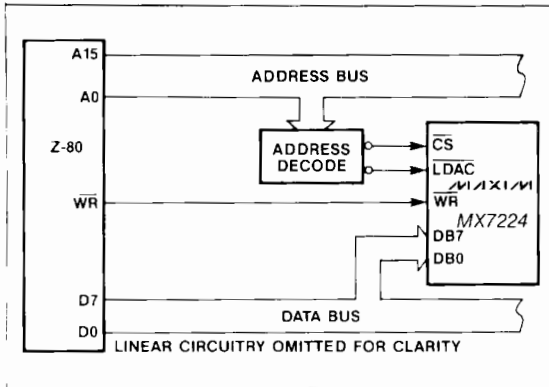 A15
ADDRESS BUS
A0
Z-80
ADDRESS
DECODE
CS
LDAC
MAXIM
WR
WR
MX7224
DB7
DB0
D7
DATA BUS
D0
LINEAR CIRCUITRY OMITTED FOR CLARITY